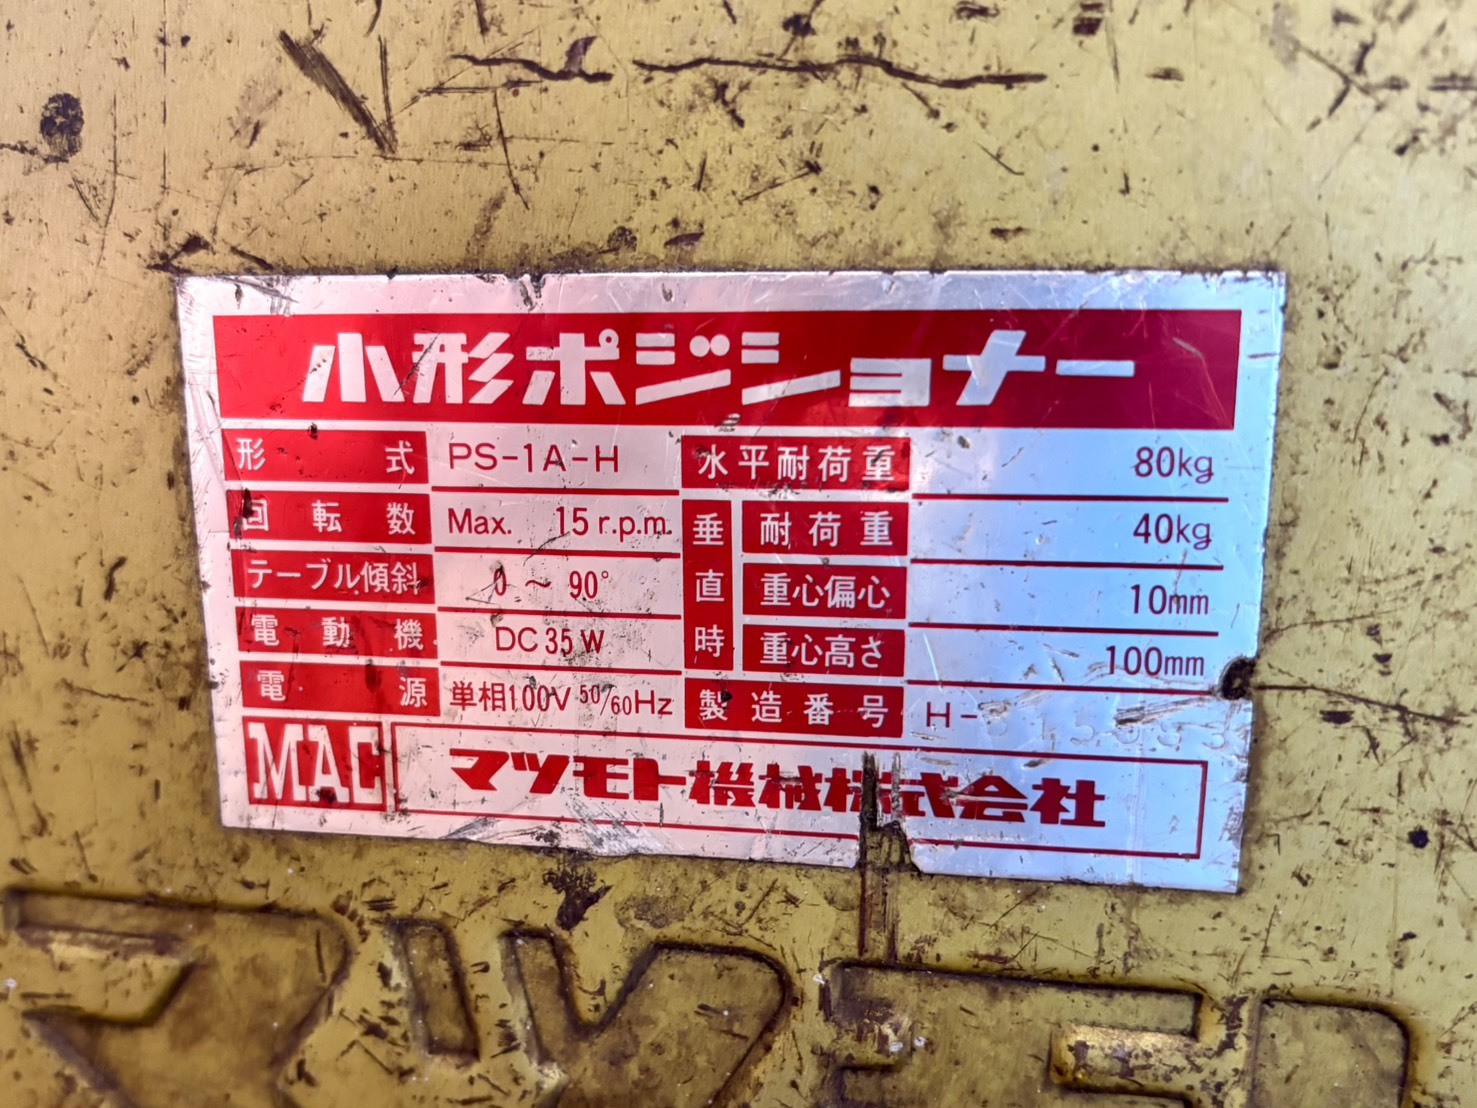 小形ポジショナー
形式 PS-1A-H 水平耐荷重 80kg
回転数 Max. 15 r.p.m. 垂直時 耐荷重 40kg
テーブル傾斜 0～90° 重心偏心 10mm
電動機 DC 35 W 重心高さ 100mm
電源 単相100V 50/60Hz 製造番号 H-
MAC マツモト機械株式会社
マツモト